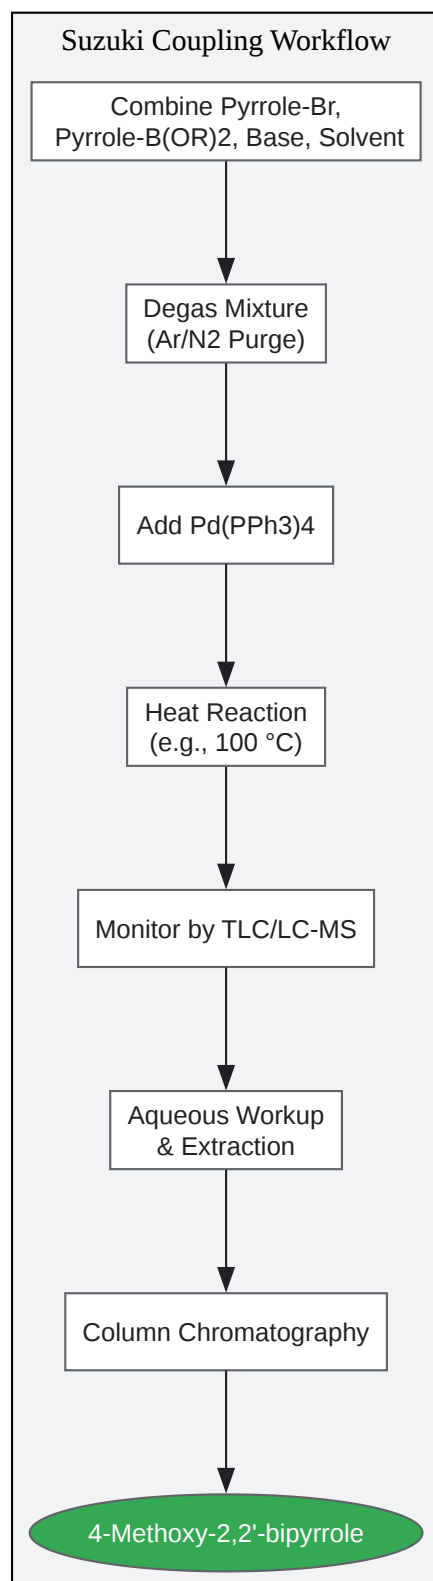 Suzuki Coupling Workflow
Combine Pyrrole-Br,
Pyrrole-B(OR)2, Base, Solvent
Degas Mixture
(Ar/N2 Purge)
Add Pd(PPh3)4
Heat Reaction
(e.g., 100 °C)
Monitor by TLC/LC-MS
Aqueous Workup
& Extraction
Column Chromatography
4-Methoxy-2,2'-bipyrrole